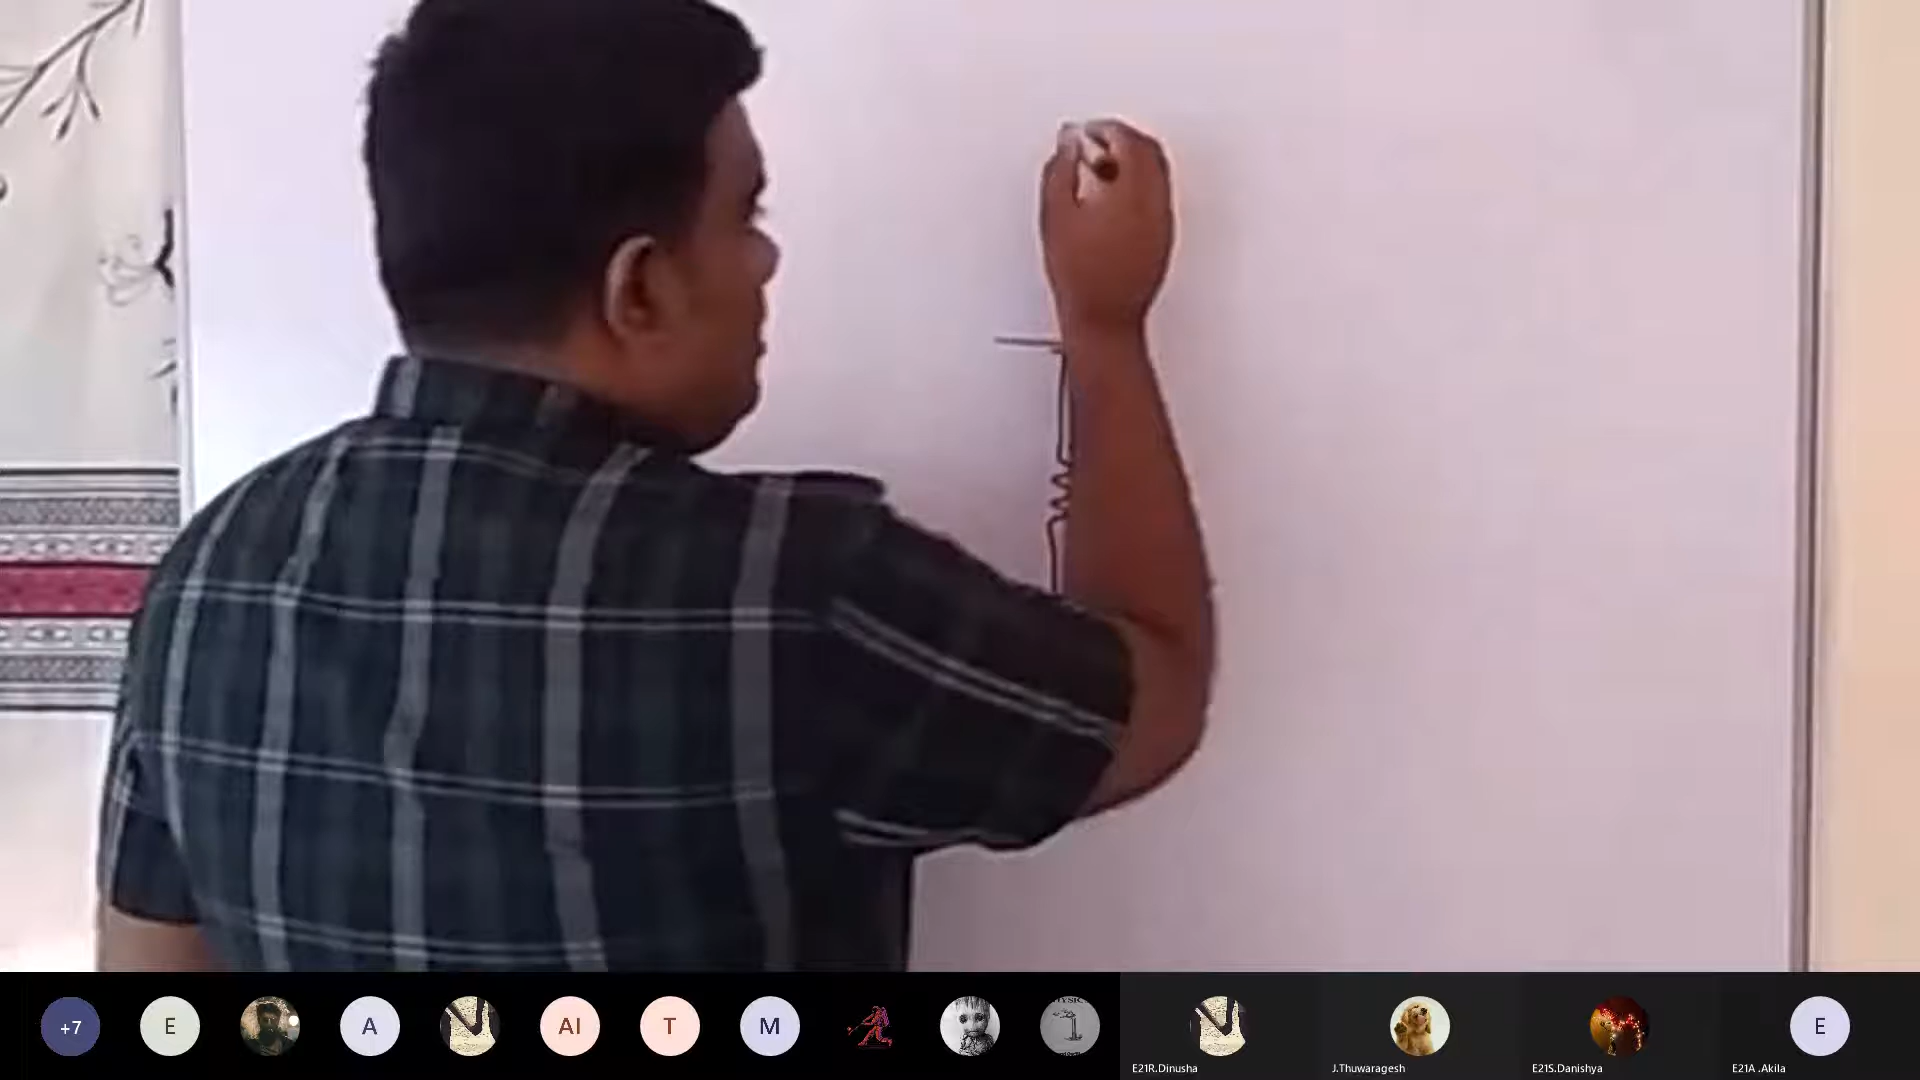 +7
E
A
AI
T
M
E21R.Dinusha
J.Thuwaragesh
E21S.Danishya
E
E21A .Akila